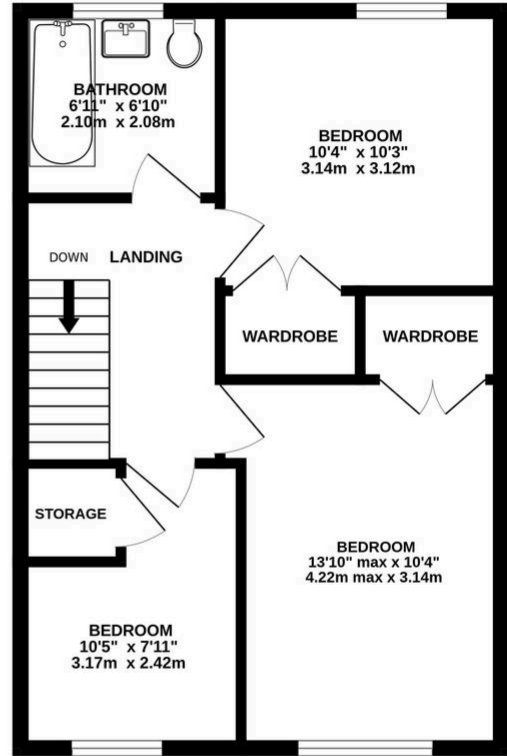 BATHROOM
6'11" x 6'10"
2.10m x 2.08m
BEDROOM
10'4" x 10'3"
3.14m x 3.12m
DOWN
LANDING
WARDROBE
WARDROBE
STORAGE
BEDROOM
13'10" max x 10'4"
4.22m max x 3.14m
BEDROOM
10'5" x 7'11"
3.17m x 2.42m